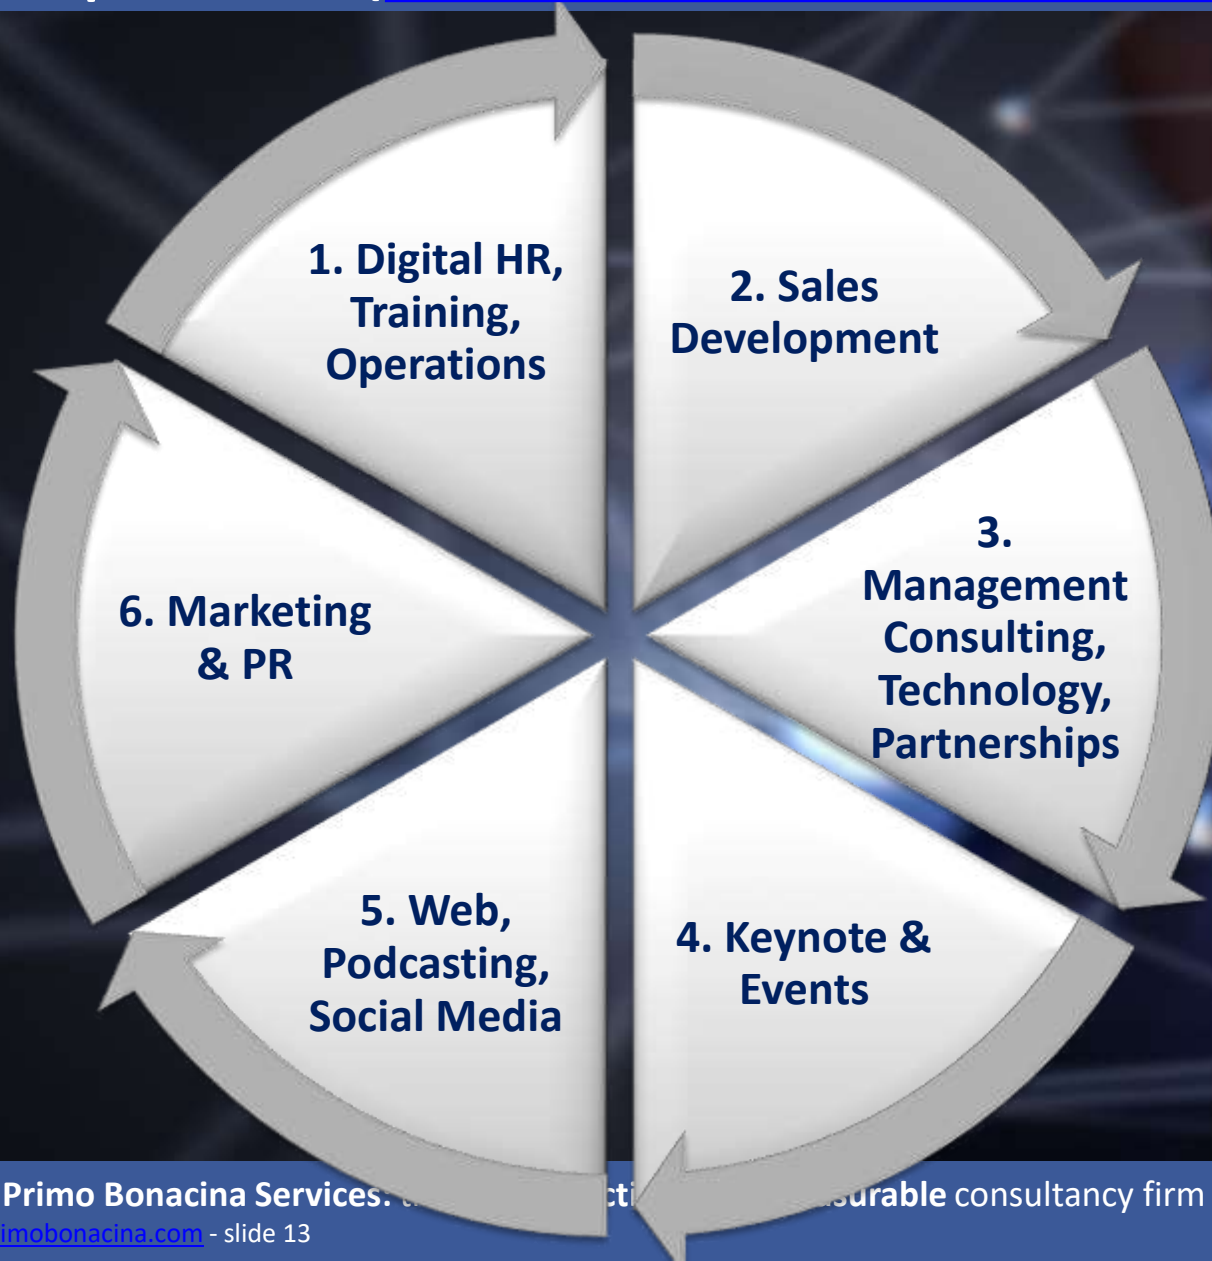 1. Digital HR,
Training,
Operations
2. Sales
Development
3.
Management
Consulting,
Technology,
Partnerships
4. Keynote &
Events
5. Web,
Podcasting,
Social Media
6. Marketing
& PR
Primo Bonacina Services: consultancy firm
imobonacina.com - slide 13